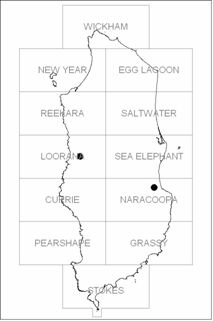 WICKHAM
NEW YEAR EGG LAGOON
REEKARA SALTWATER
LOORANA SEA ELEPHANT
CURRIE NARACOOPA
PEARSHAPE GRASSY
STOKES